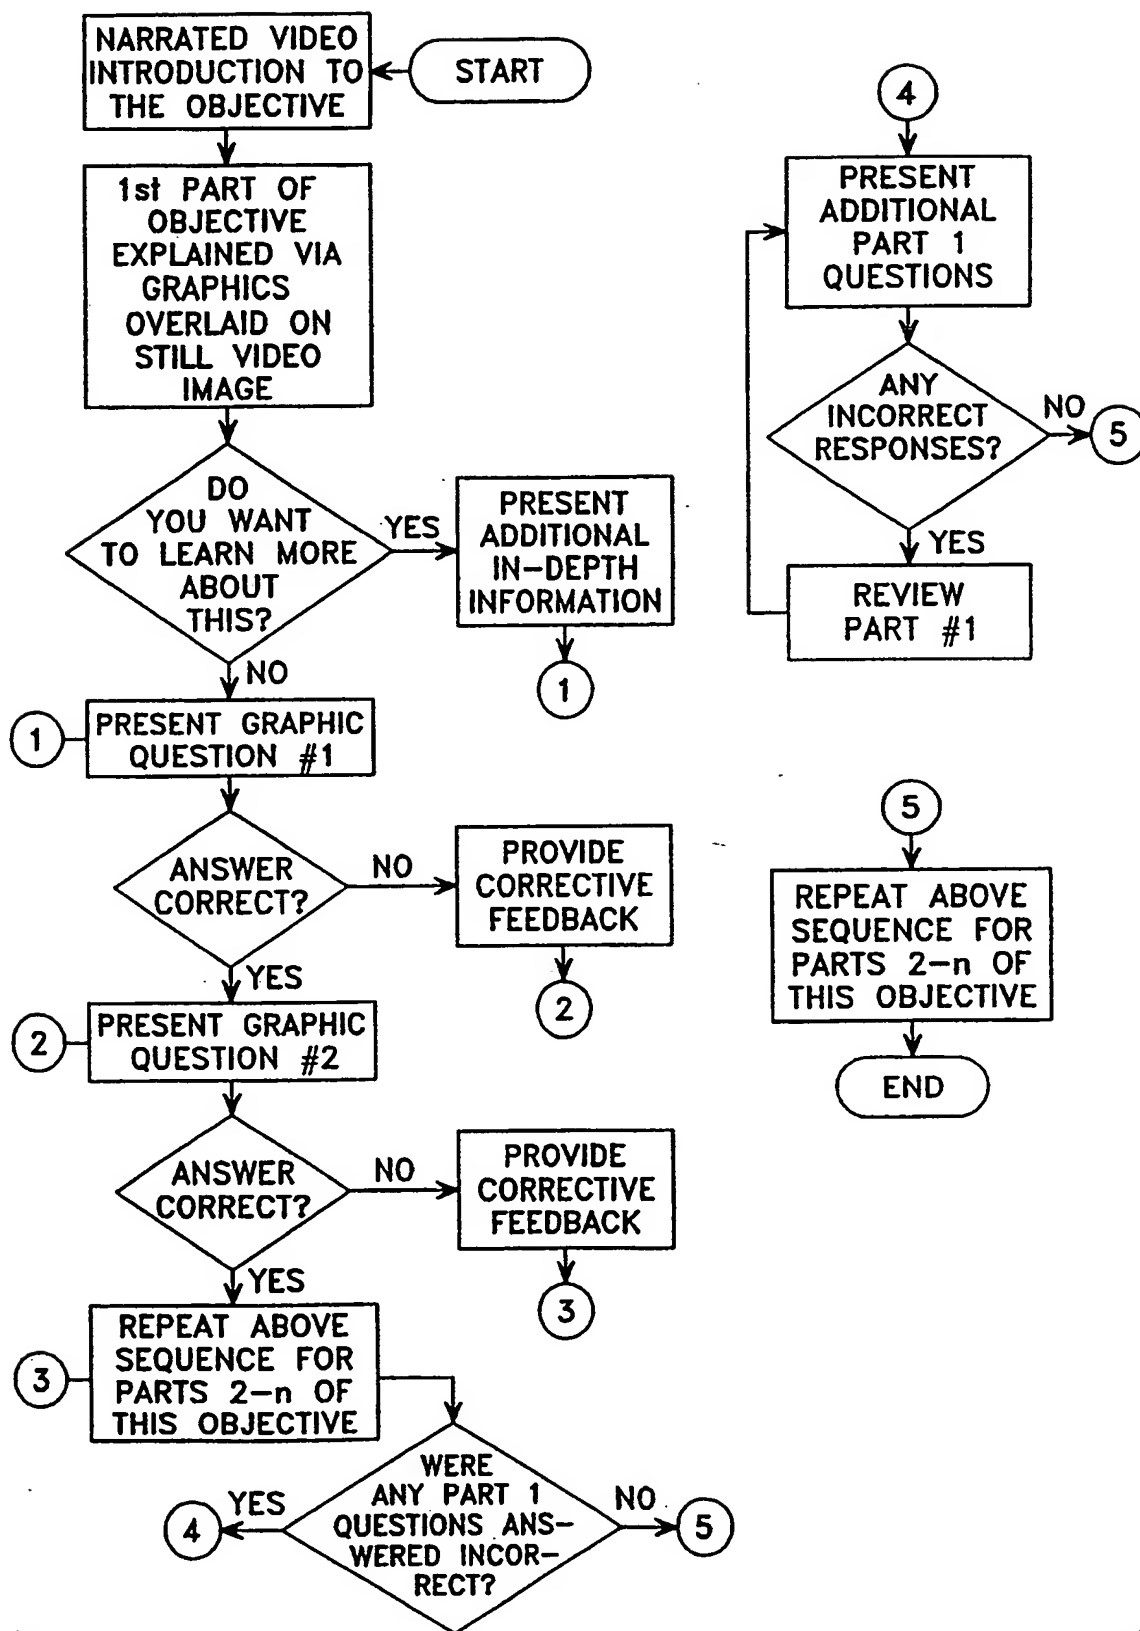 NARRATED VIDEO
INTRODUCTION TO
THE OBJECTIVE
START
1st PART OF
OBJECTIVE
EXPLAINED VIA
GRAPHICS
OVERLAID ON
STILL VIDEO
IMAGE
DO
YOU WANT
TO LEARN MORE
ABOUT
THIS?
YES
PRESENT
ADDITIONAL
IN-DEPTH
INFORMATION
1
NO
1
PRESENT GRAPHIC
QUESTION #1
ANSWER
CORRECT?
NO
PROVIDE
CORRECTIVE
FEEDBACK
2
YES
2
PRESENT GRAPHIC
QUESTION #2
ANSWER
CORRECT?
NO
PROVIDE
CORRECTIVE
FEEDBACK
3
YES
3
REPEAT ABOVE
SEQUENCE FOR
PARTS 2-n OF
THIS OBJECTIVE
WERE
ANY PART 1
QUESTIONS ANS-
WERED INCOR-
RECT?
YES
4
NO
5
4
PRESENT
ADDITIONAL
PART 1
QUESTIONS
ANY
INCORRECT
RESPONSES?
NO
5
YES
REVIEW
PART #1
5
REPEAT ABOVE
SEQUENCE FOR
PARTS 2-n OF
THIS OBJECTIVE
END